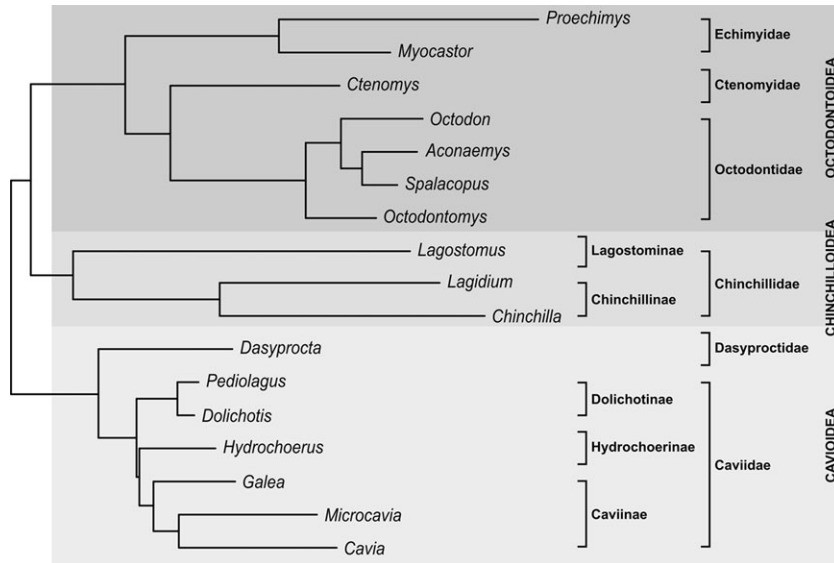 Proechimys
Myocastor
Echimyidae
Ctenomys
Ctenomyidae
Octodon
Aconaemys
Spalacopus
Octodontomys
Octodontidae
OCTODONTOIDEA
Lagostomus
Lagostominae
Lagidium
Chinchilla
Chinchillinae
Chinchillidae
CHINCHILLOIDEA
Dasyprocta
Dasyproctidae
Pediolagus
Dolichotis
Dolichotinae
Hydrochoerus
Hydrochoerinae
Galea
Microcavia
Cavia
Caviinae
Caviidae
CAVIOIDEA